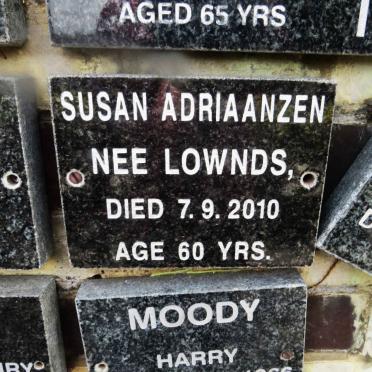 AGED 65 YRS
SUSAN ADRIAANZEN
NEE LOWNDS,
DIED 7.9.2010
AGE 60 YRS.
MOODY
HARRY